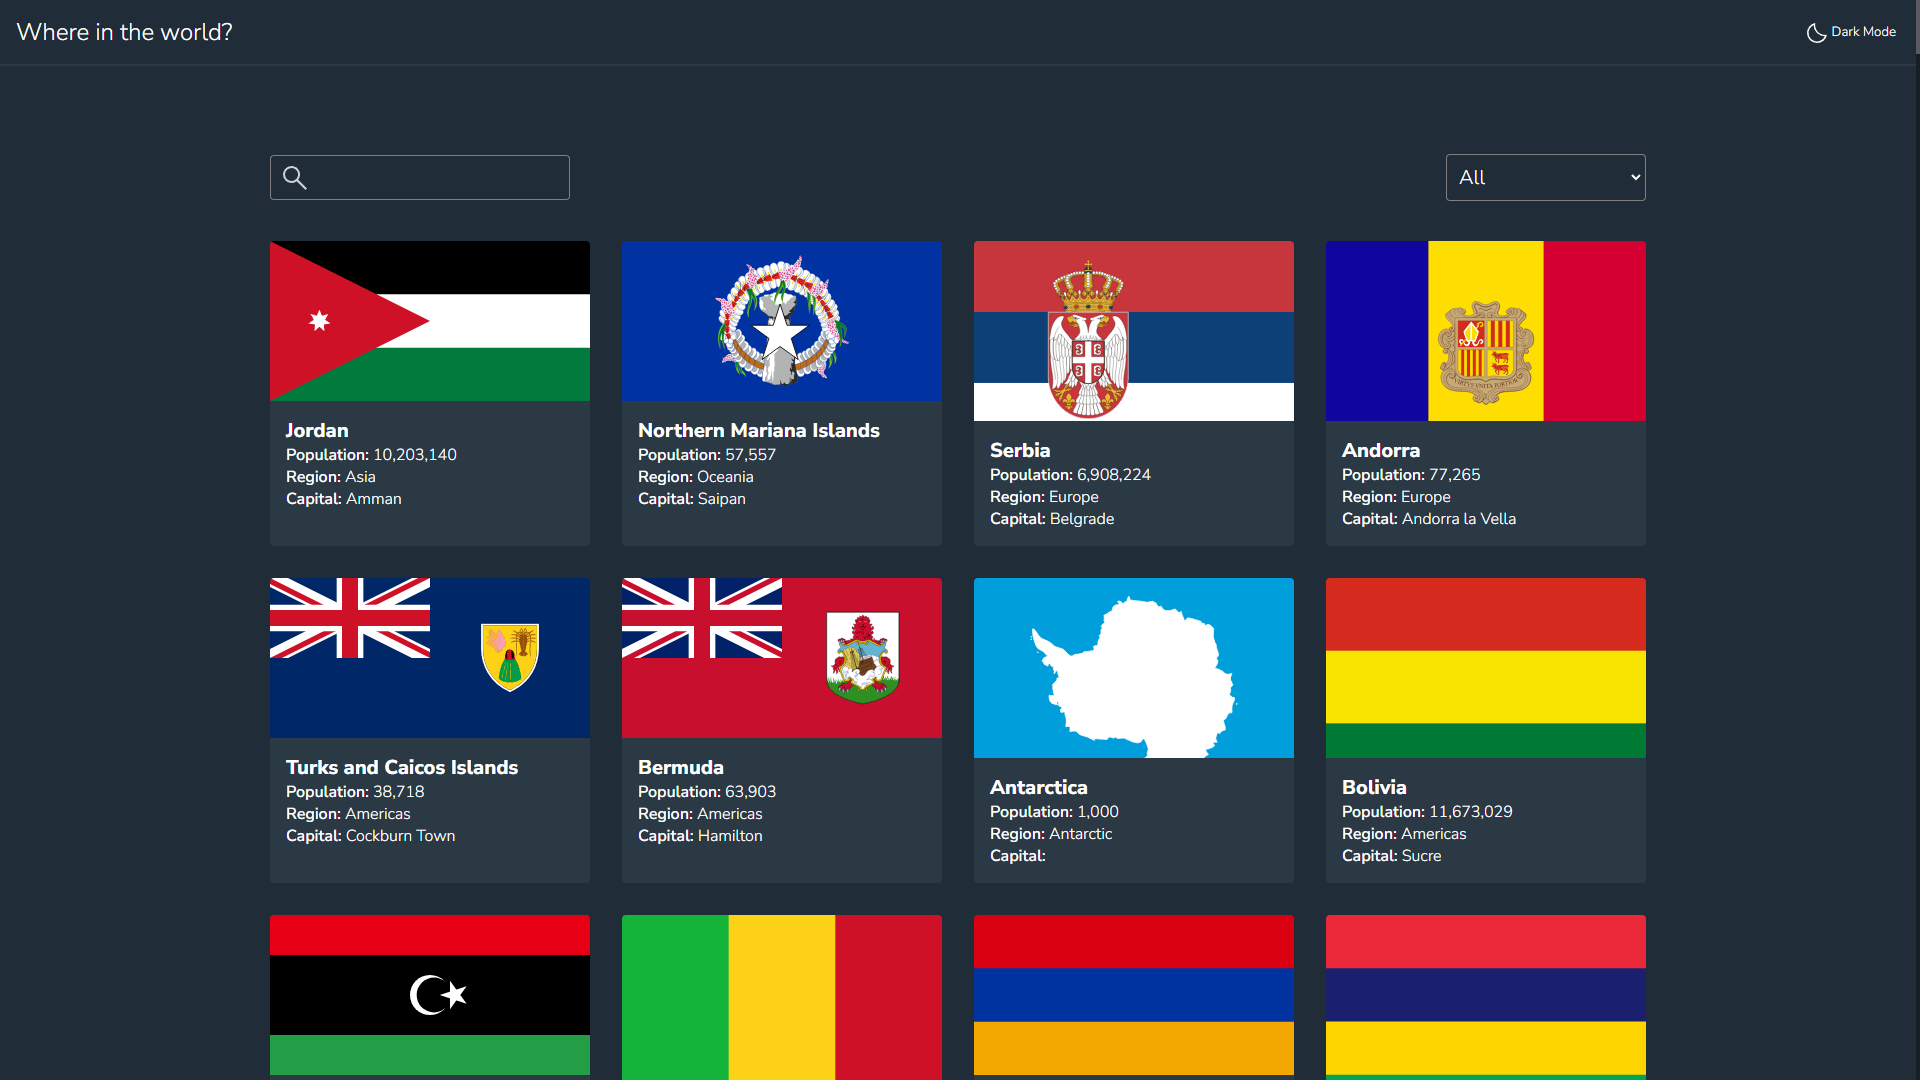 Where in the world?
Dark Mode
All
Jordan
Population: 10,203,140
Region: Asia
Capital: Amman
Northern Mariana Islands
Population: 57,557
Region: Oceania
Capital: Saipan
Serbia
Population: 6,908,224
Region: Europe
Capital: Belgrade
VIRTVS VNITA FORTIOR
Andorra
Population: 77,265
Region: Europe
Capital: Andorra la Vella
Turks and Caicos Islands
Population: 38,718
Region: Americas
Capital: Cockburn Town
Bermuda
Population: 63,903
Region: Americas
Capital: Hamilton
Antarctica
Population: 1,000
Region: Antarctic
Capital:
Bolivia
Population: 11,673,029
Region: Americas
Capital: Sucre